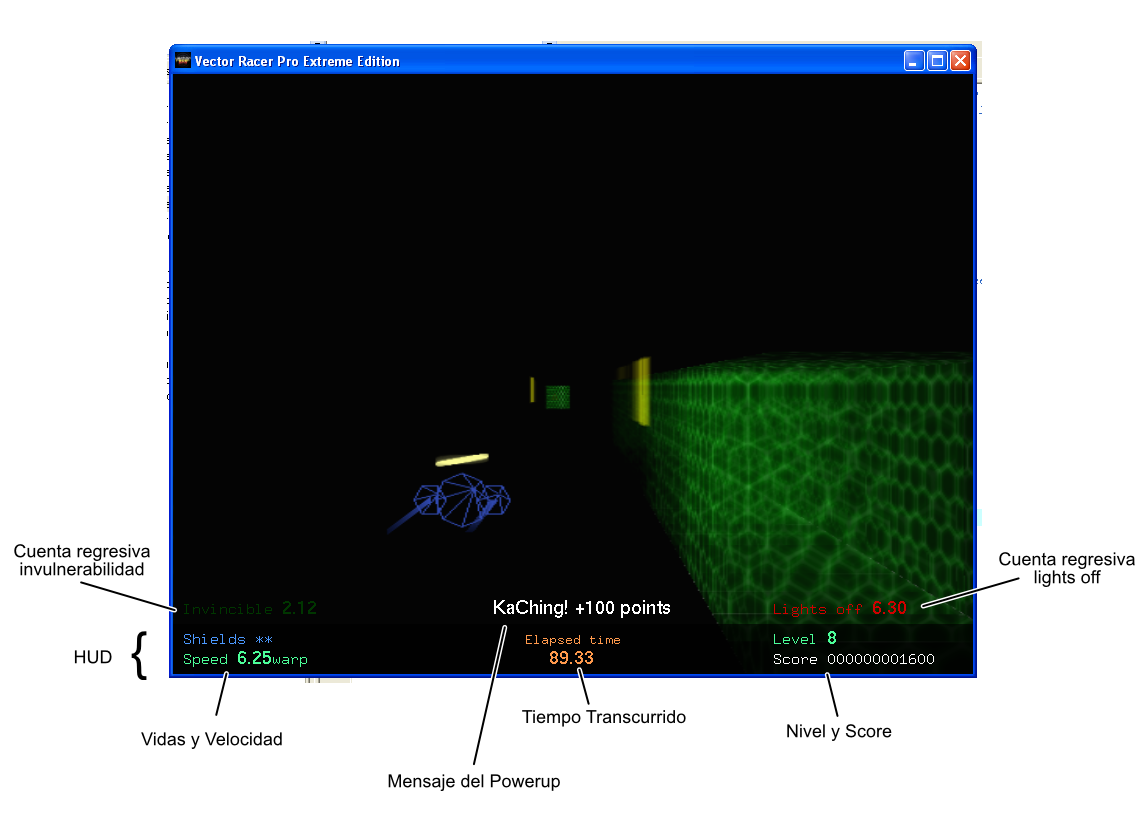 Vector Racer Pro Extreme Edition
Cuenta regresiva
invulnerabilidad
Cuenta regresiva
lights off
Invincible 2.12
KaChing! +100 points
Lights off 6.30
HUD {
Shields **
Elapsed time
Level 8
Speed 6.25warp
89.33
Score 000000001600
Vidas y Velocidad
Tiempo Transcurrido
Nivel y Score
Mensaje del Powerup